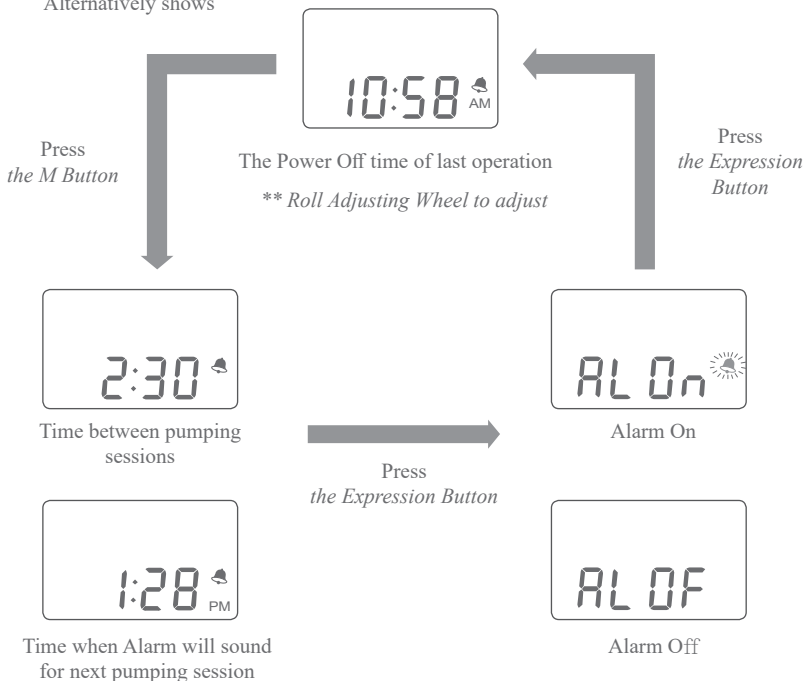 Alternatively shows
10:58 AM
Press
the M Button
The Power Off time of last operation
** Roll Adjusting Wheel to adjust
Press
the Expression
Button
2:30
Time between pumping
sessions
Press
the Expression Button
AL On
Alarm On
1:28 PM
Time when Alarm will sound
for next pumping session
AL OF
Alarm Off